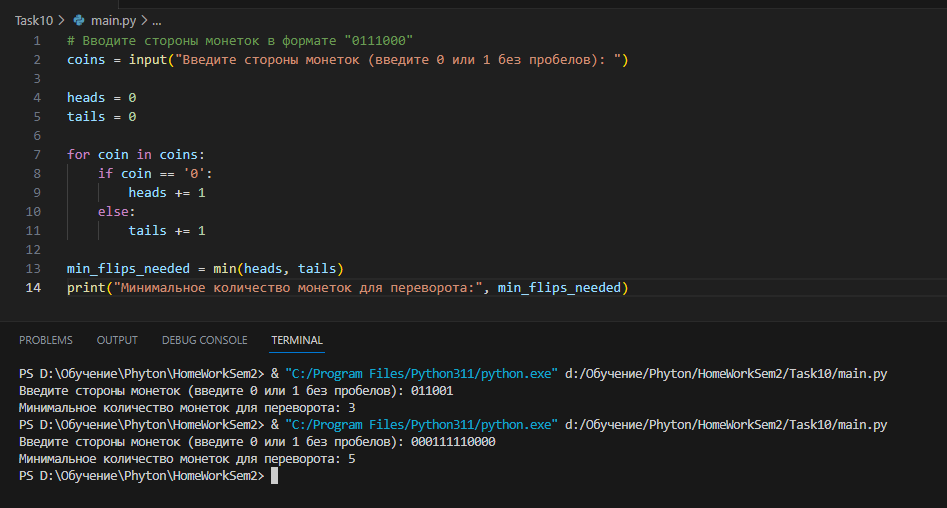 Task10 > main.py > ...
1 # Вводите стороны монеток в формате "0111000"
2 coins = input("Введите стороны монеток (введите 0 или 1 без пробелов): ")
3
4 heads = 0
5 tails = 0
6
7 for coin in coins:
8 if coin == '0':
9 heads += 1
10 else:
11 tails += 1
12
13 min_flips_needed = min(heads, tails)
14 print("Минимальное количество монеток для переворота:", min_flips_needed)
PROBLEMS OUTPUT DEBUG CONSOLE TERMINAL
PS D:\Обучение\Phyton\HomeWorkSem2> & "C:/Program Files/Python311/python.exe" d:/Обучение/Phyton/HomeWorkSem2/Task10/main.py
Введите стороны монеток (введите 0 или 1 без пробелов): 011001
Минимальное количество монеток для переворота: 3
PS D:\Обучение\Phyton\HomeWorkSem2> & "C:/Program Files/Python311/python.exe" d:/Обучение/Phyton/HomeWorkSem2/Task10/main.py
Введите стороны монеток (введите 0 или 1 без пробелов): 000111110000
Минимальное количество монеток для переворота: 5
PS D:\Обучение\Phyton\HomeWorkSem2>